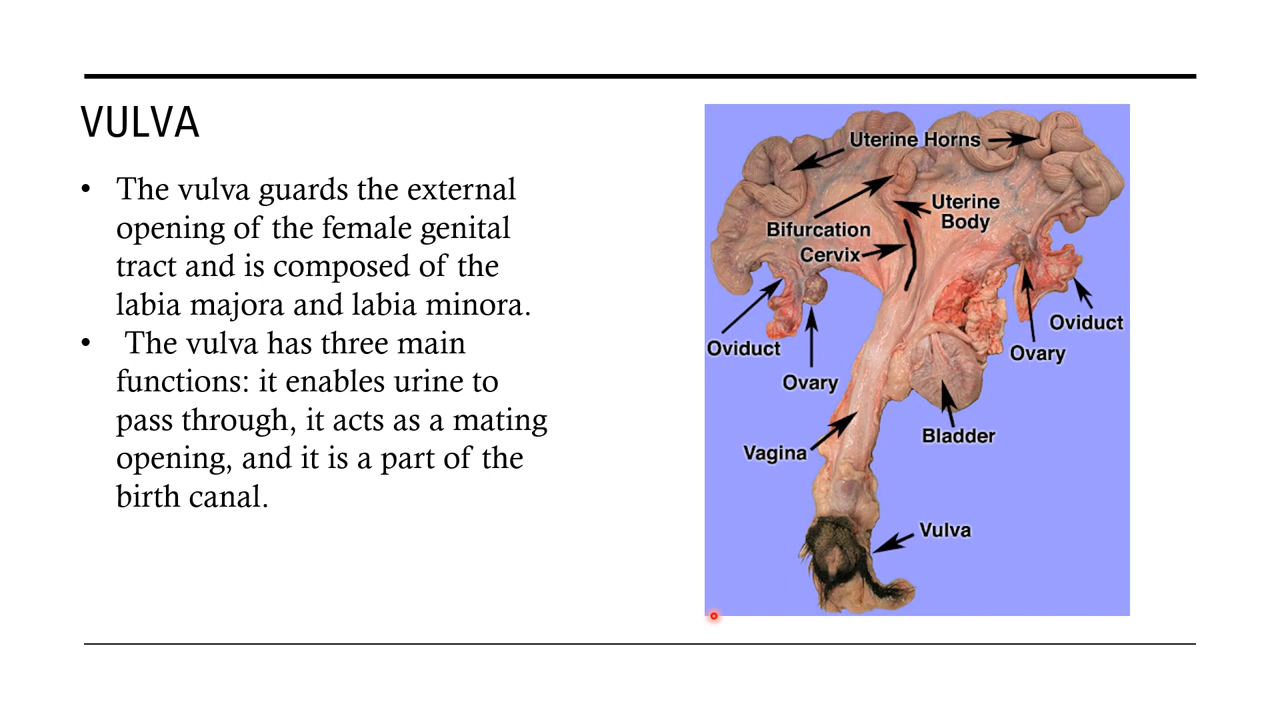 VULVA
• The vulva guards the external
opening of the female genital
tract and is composed of the
labia majora and labia minora.
• The vulva has three main
functions: it enables urine to
pass through, it acts as a mating
opening, and it is a part of the
birth canal.
Uterine Horns
Uterine
Body
Bifurcation
Cervix
Oviduct
Ovary
Oviduct
Ovary
Bladder
Vagina
Vulva